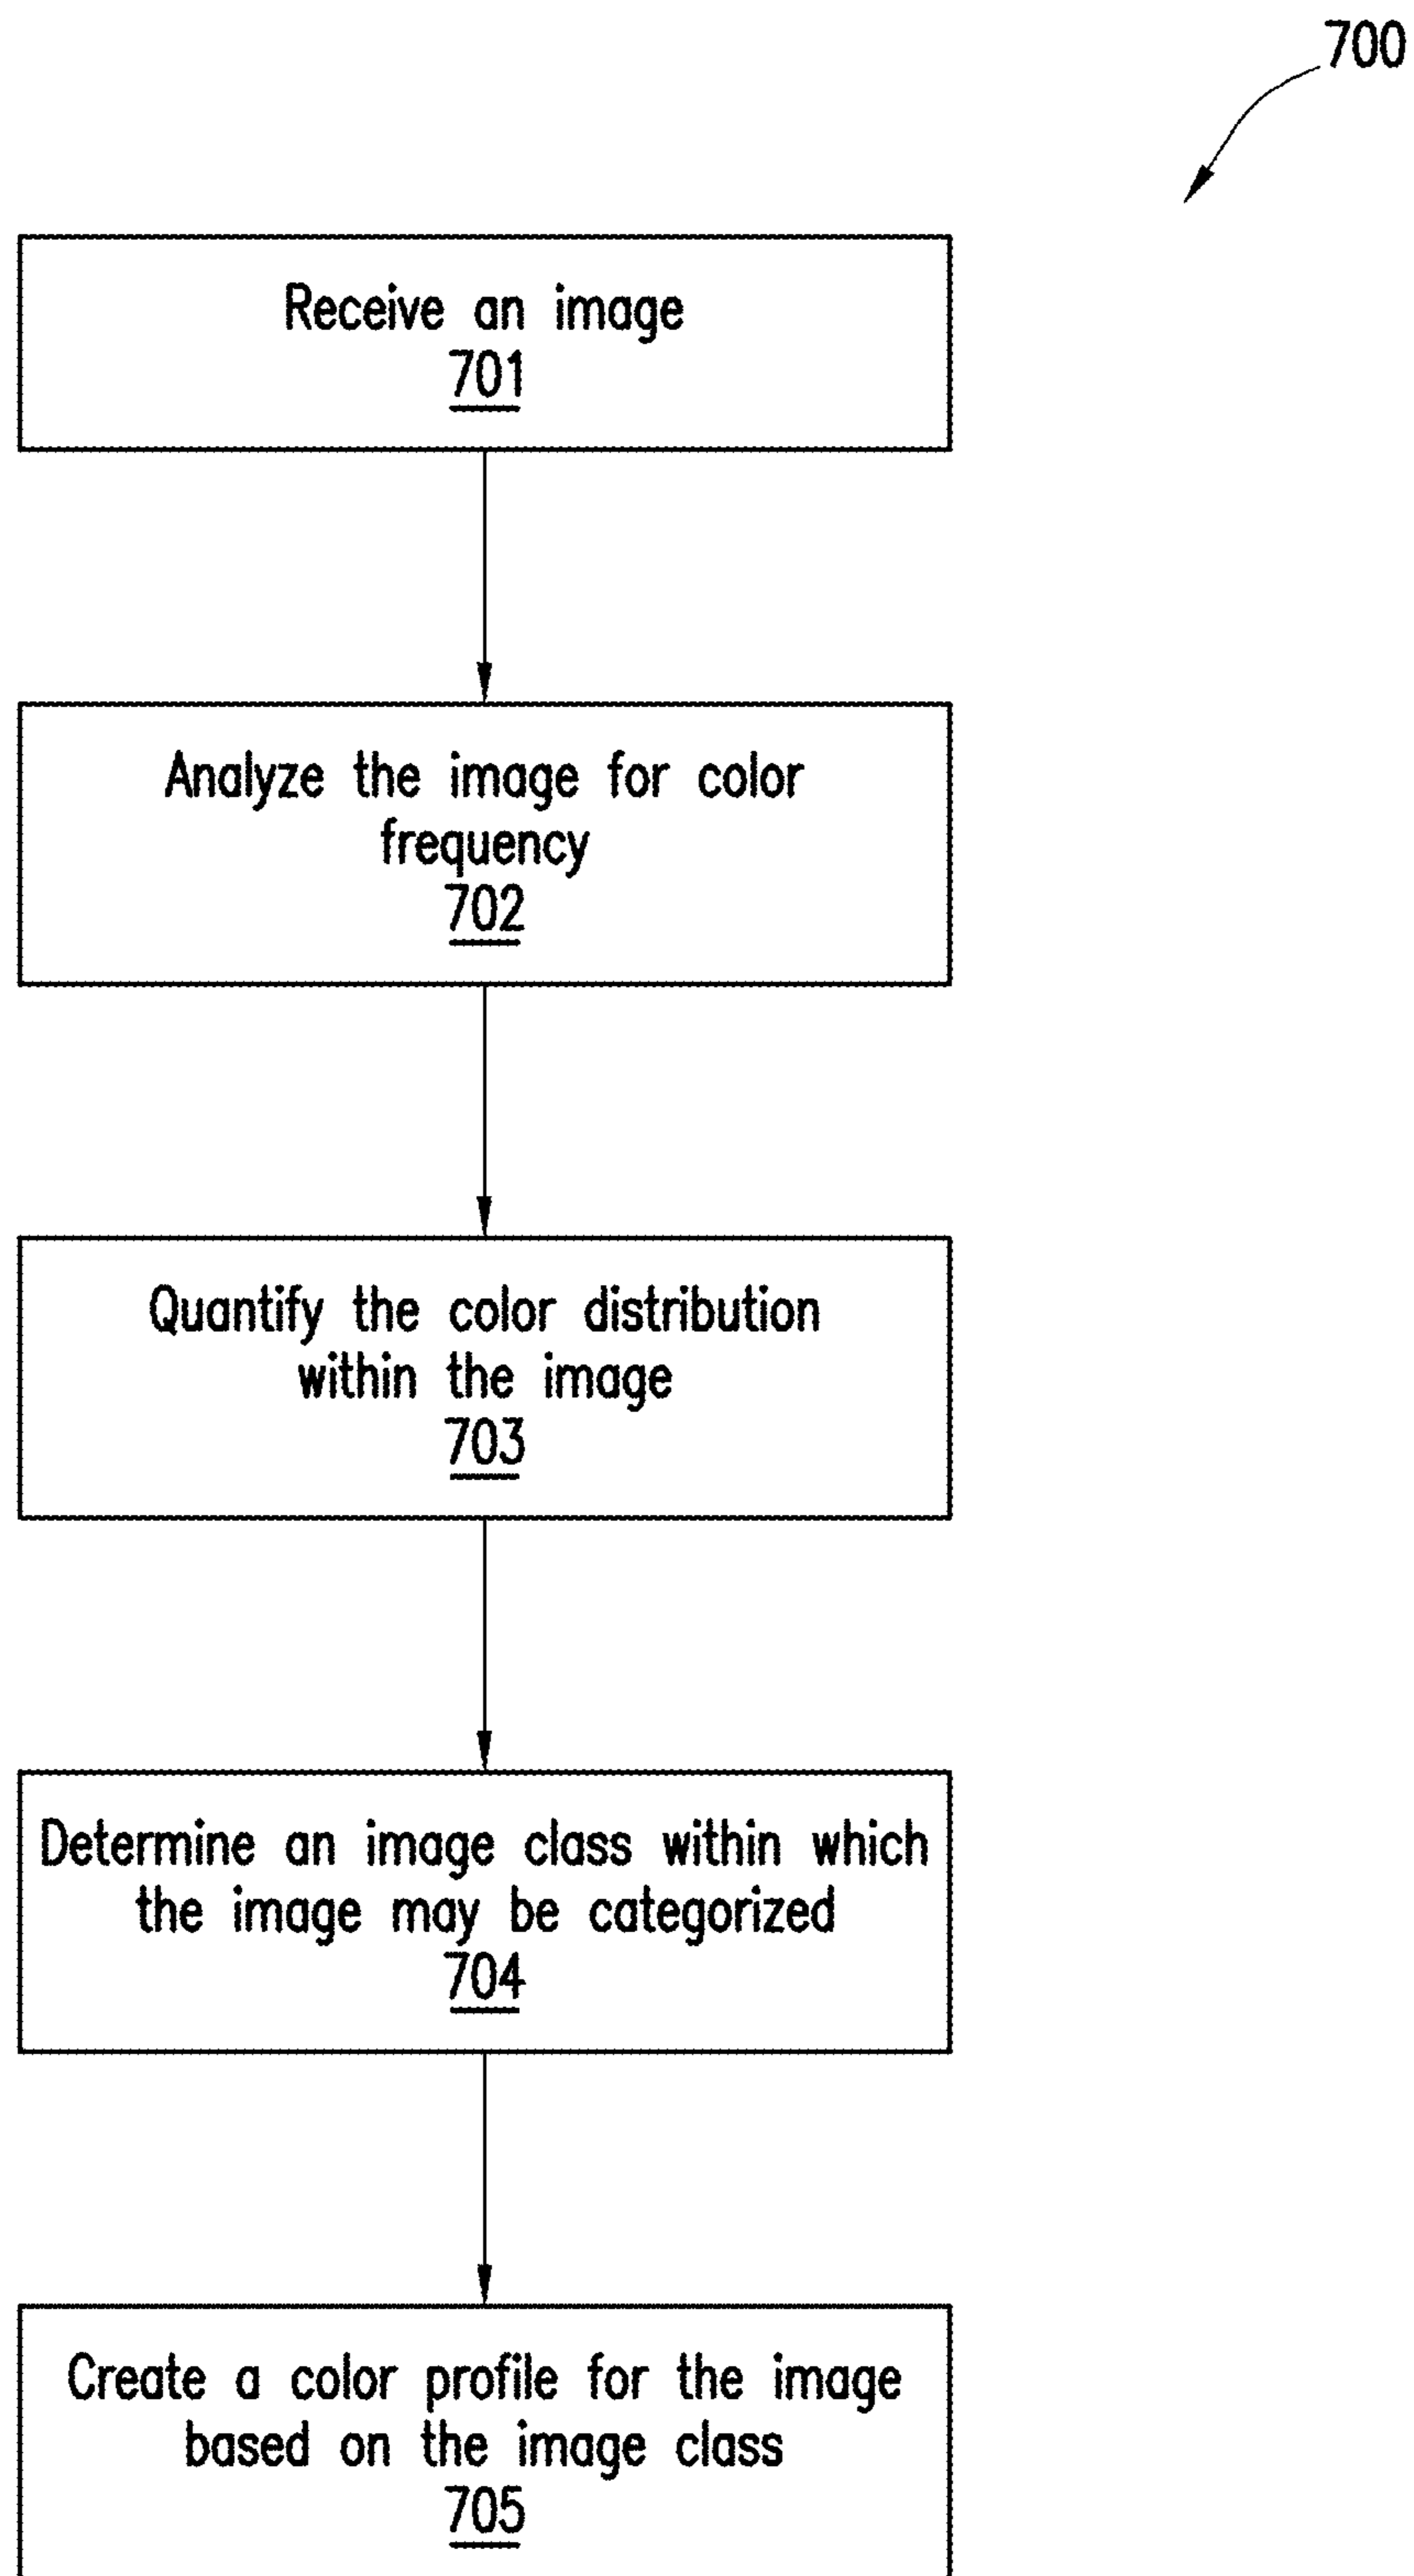 700
Receive an image
701
Analyze the image for color
frequency
702
Quantify the color distribution
within the image
703
Determine an image class within which
the image may be categorized
704
Create a color profile for the image
based on the image class
705